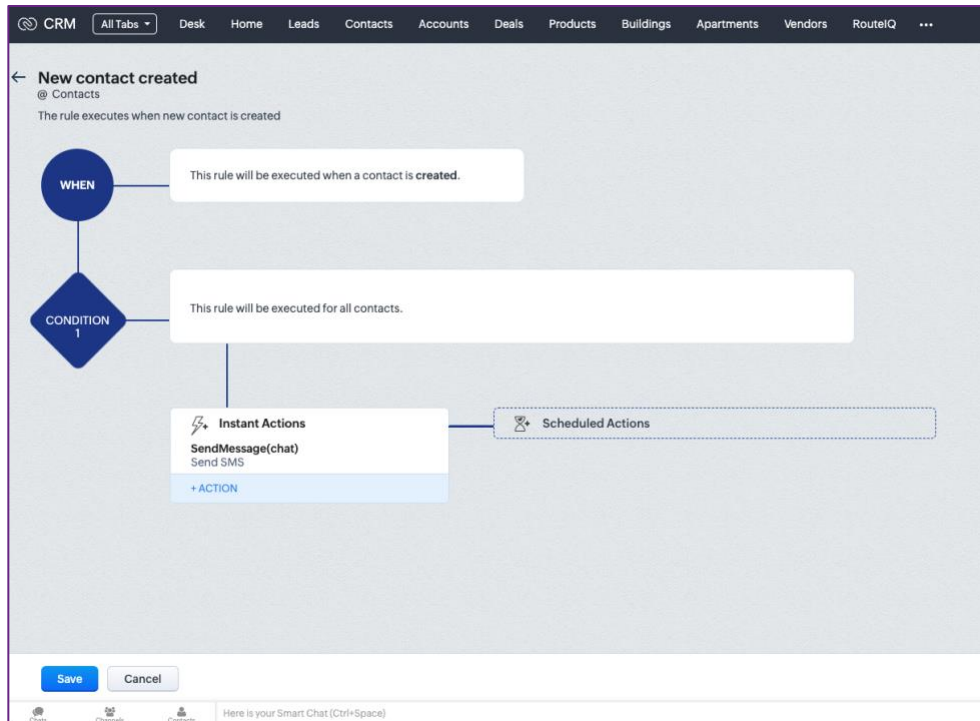 CRM All Tabs Desk Home Leads Contacts Accounts Deals Products Buildings Apartments Vendors RouteIQ •••
New contact created
@ Contacts
The rule executes when new contact is created
WHEN
This rule will be executed when a contact is created.
CONDITION
1
This rule will be executed for all contacts.
Instant Actions
SendMessage(chat)
Send SMS
+ ACTION
Scheduled Actions
Save Cancel
Chats Channels Contacts Here is your Smart Chat (Ctrl+Space)